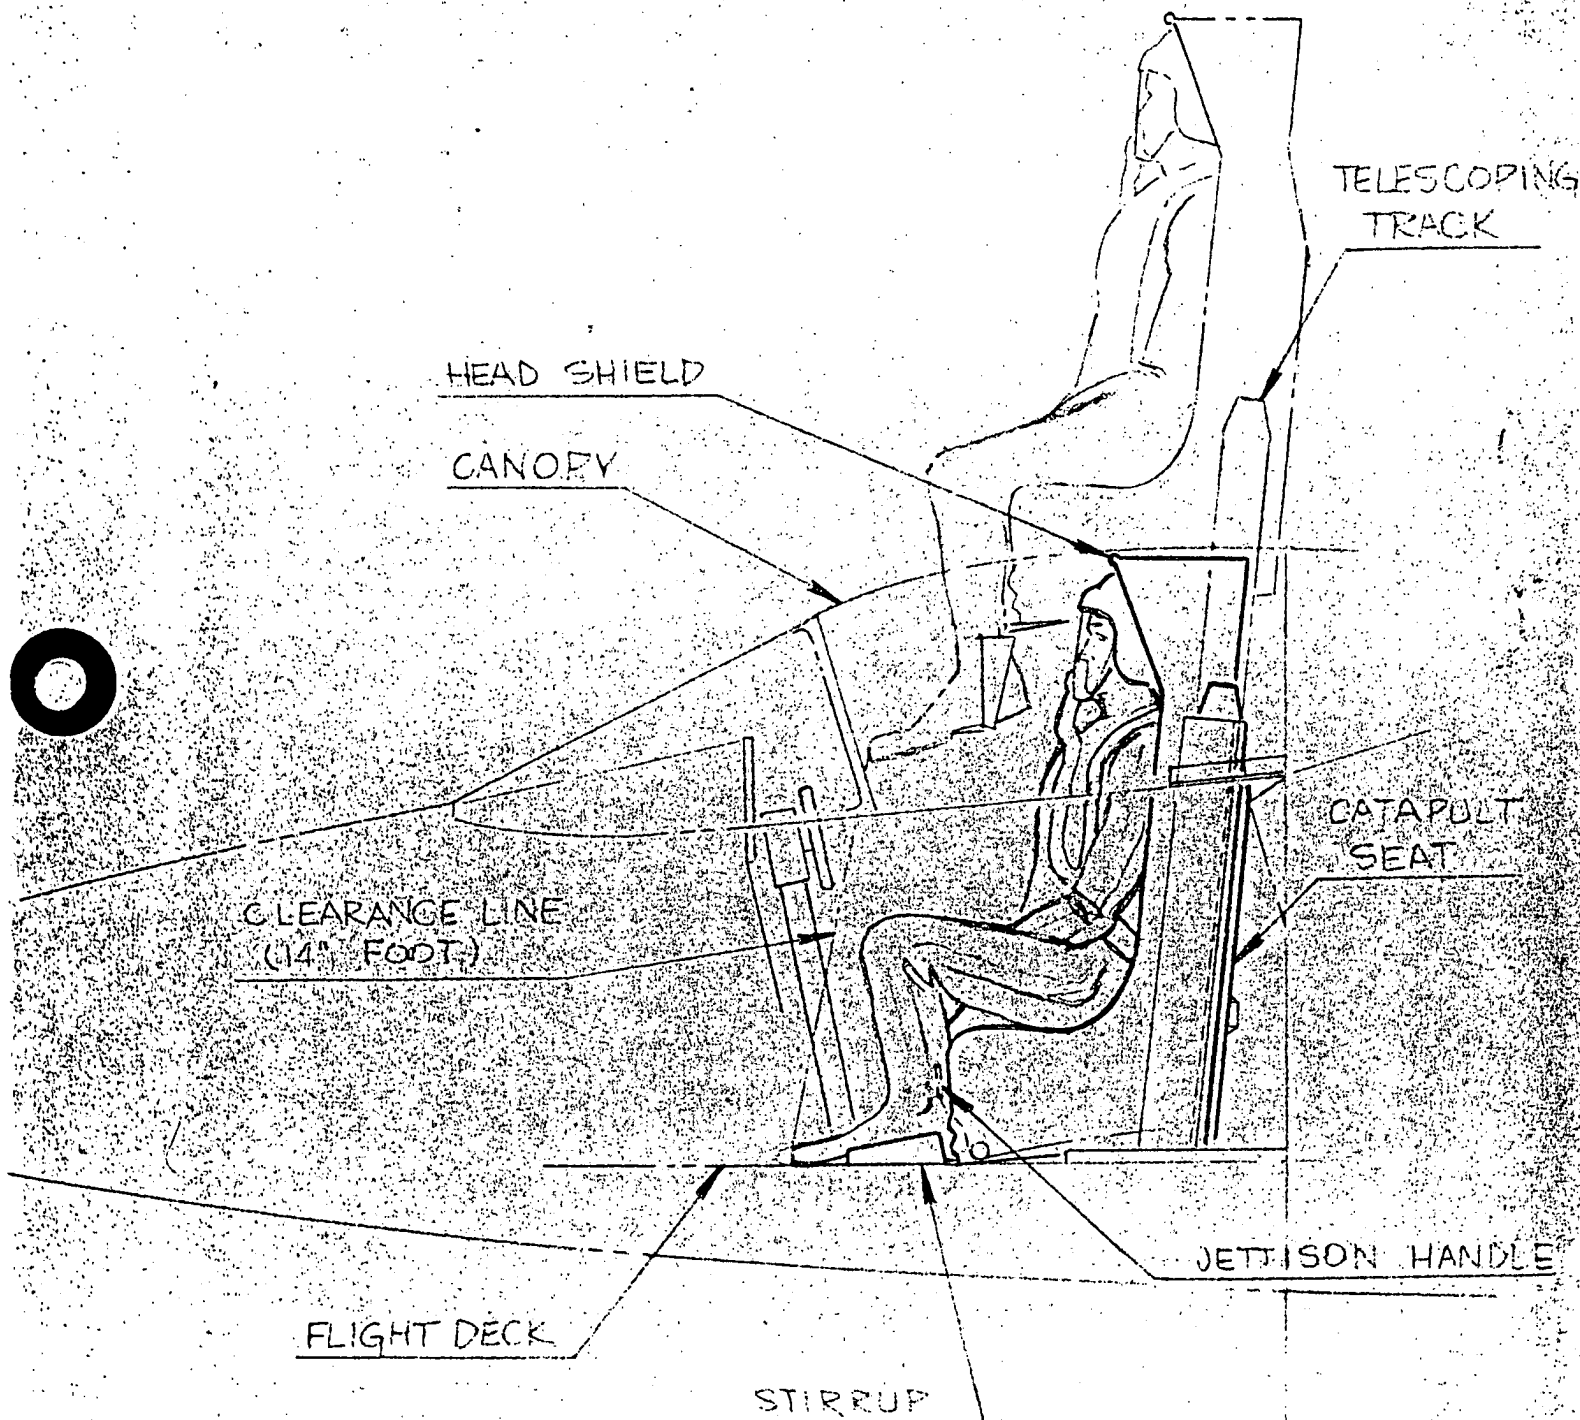 TELESCOPING
TRACK
HEAD SHIELD
CANOPY
CATAPULT
SEAT
CLEARANCE LINE
(14" FOOT)
JETTISON HANDLE
FLIGHT DECK
STIRRUP